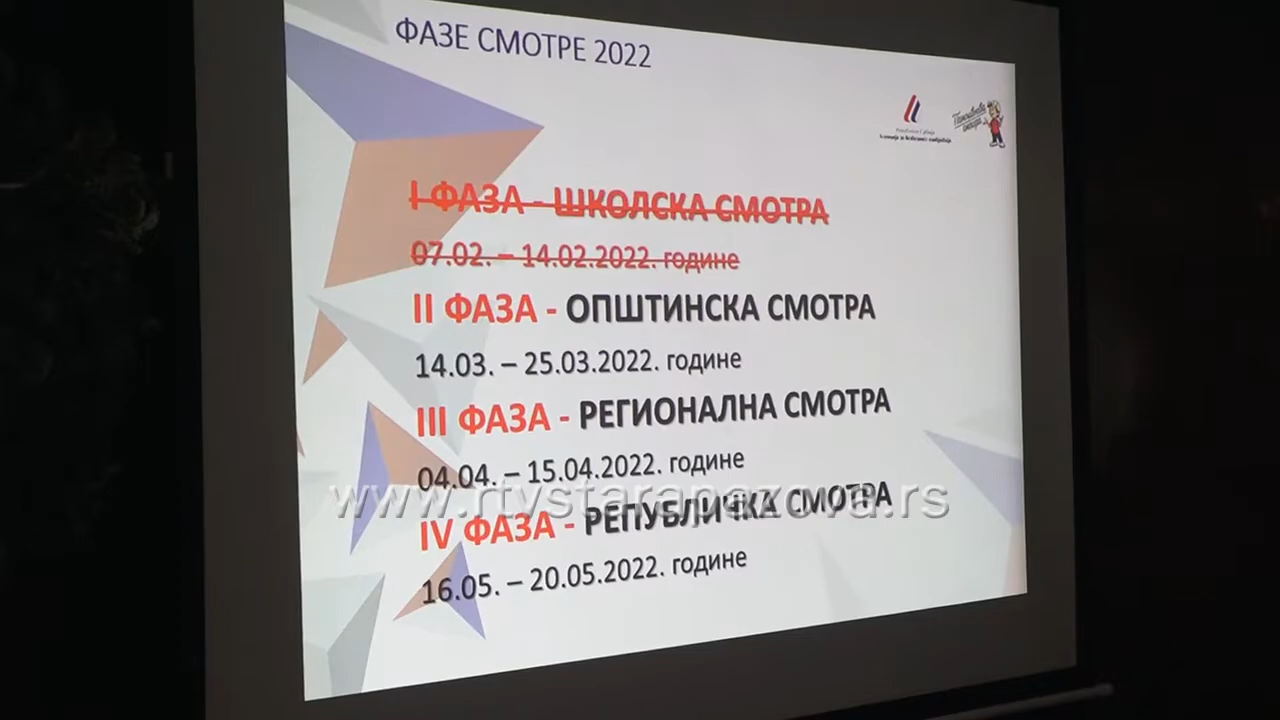 ФАЗЕ СМОТРЕ 2022
I ФАЗА - ШКОЛСКА СМОТРА
07.02. – 14.02.2022. године
II ФАЗА - ОПШТИНСКА СМОТРА
14.03. – 25.03.2022. године
III ФАЗА - РЕГИОНАЛНА СМОТРА
04.04. – 15.04.2022. године
www.rtvstarapazova.rs
IV ФАЗА - РЕПУБЛИЧКА СМОТРА
16.05. – 20.05.2022. године